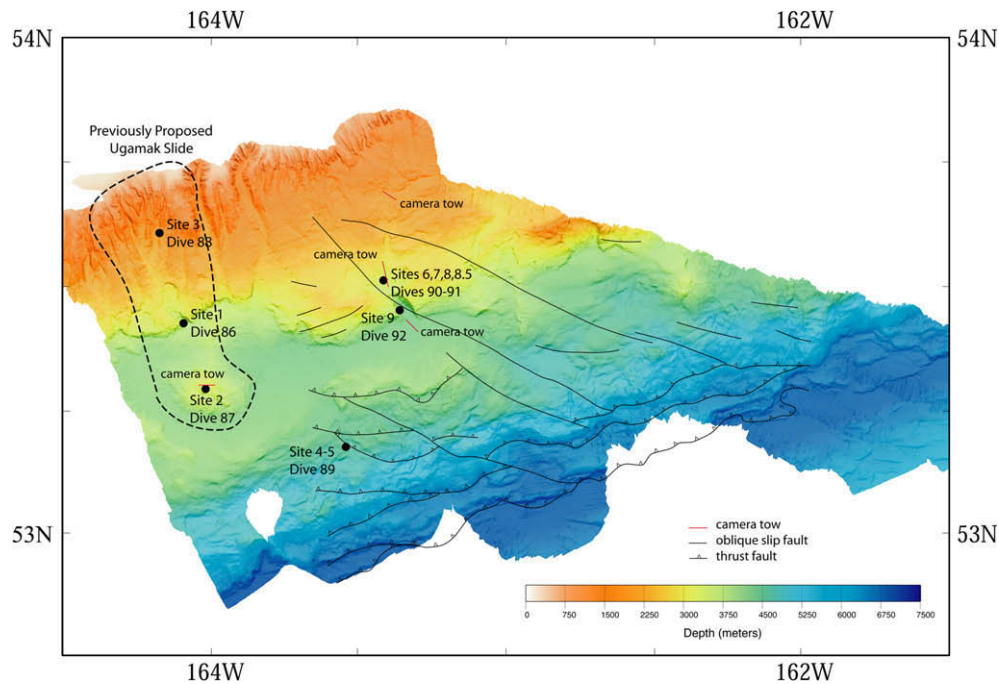 164W
162W
54N
54N
Previously Proposed
Ugamak Slide
camera tow
Site 3
Dive 88
camera tow
Sites 6,7,8,8.5
Dives 90-91
Site 1
Dive 86
Site 9
Dive 92
camera tow
camera tow
Site 2
Dive 87
Site 4-5
Dive 89
53N
53N
camera tow
oblique slip fault
thrust fault
0 750 1500 2250 3000 3750 4500 5250 6000 6750 7500
Depth (meters)
164W
162W